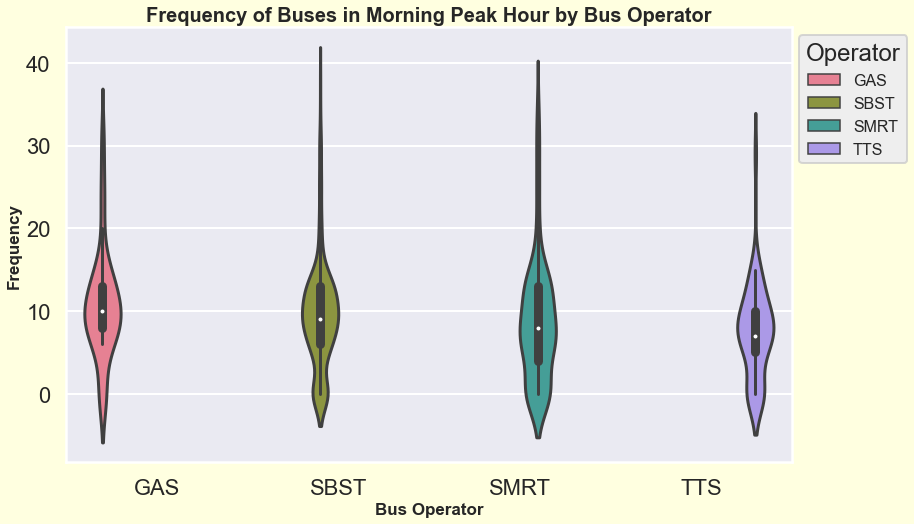 Frequency of Buses in Morning Peak Hour by Bus Operator
Operator
GAS
SBST
SMRT
TTS
Frequency
40
30
20
10
0
GAS SBST SMRT TTS
Bus Operator